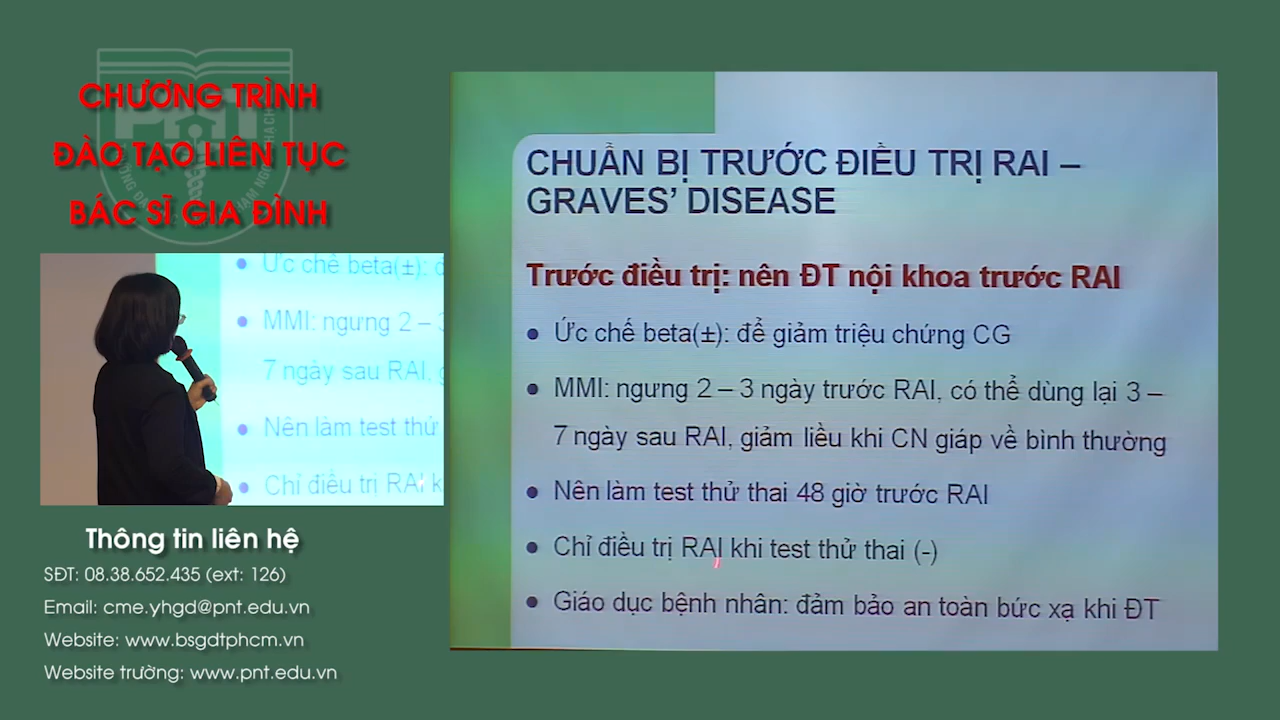 CHƯƠNG TRÌNH
ĐÀO TẠO LIÊN TỤC
BÁC SĨ GIA ĐÌNH
Ức chế beta(±): đ
MMI: ngưng 2 – 3
7 ngày sau RAI, g
Nên làm test thử
Chỉ điều trị RAI k
Thông tin liên hệ
SĐT: 08.38.652.435 (ext: 126)
Email: cme.yhgd@pnt.edu.vn
Website: www.bsgdtphcm.vn
Website trường: www.pnt.edu.vn
CHUẨN BỊ TRƯỚC ĐIỀU TRỊ RAI –
GRAVES’ DISEASE
Trước điều trị: nên ĐT nội khoa trước RAI
Ức chế beta(±): để giảm triệu chứng CG
MMI: ngưng 2 – 3 ngày trước RAI, có thể dùng lại 3 –
7 ngày sau RAI, giảm liều khi CN giáp về bình thường
Nên làm test thử thai 48 giờ trước RAI
Chỉ điều trị RAI khi test thử thai (-)
Giáo dục bệnh nhân: đảm bảo an toàn bức xạ khi ĐT